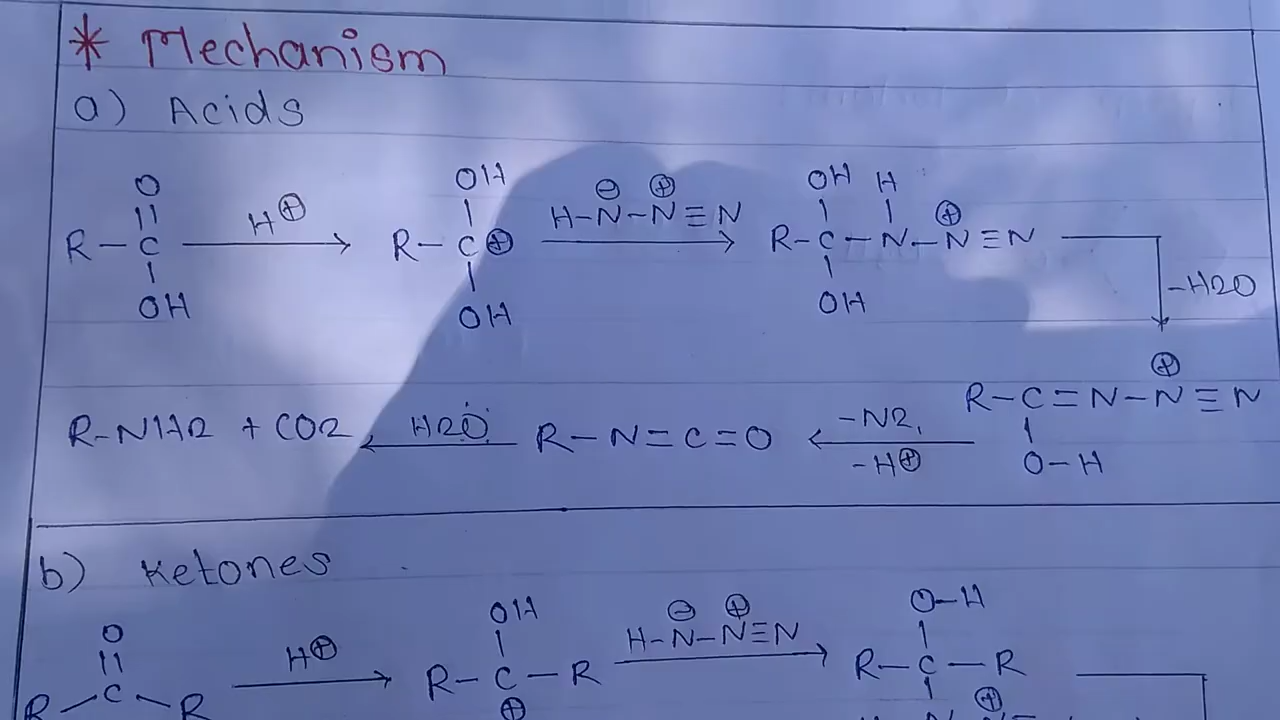 * Mechanism
a) Acids
O OH OH H
|| | ⊖ ⊕ | | ⊕
R-C H⊕ R-C⊕ H-N-N≡N R-C-N-N≡N -H2O
| | |
OH OH OH
⊕
R-NH2 + CO2 H2O R-N=C=O -N2, -H⊕ R-C=N-N≡N
|
O-H
b) Ketones
O OH ⊖ ⊕ O-H
|| H⊕ | H-N-N≡N |
R-C-R R-C-R R-C-R
⊕ | ⊕